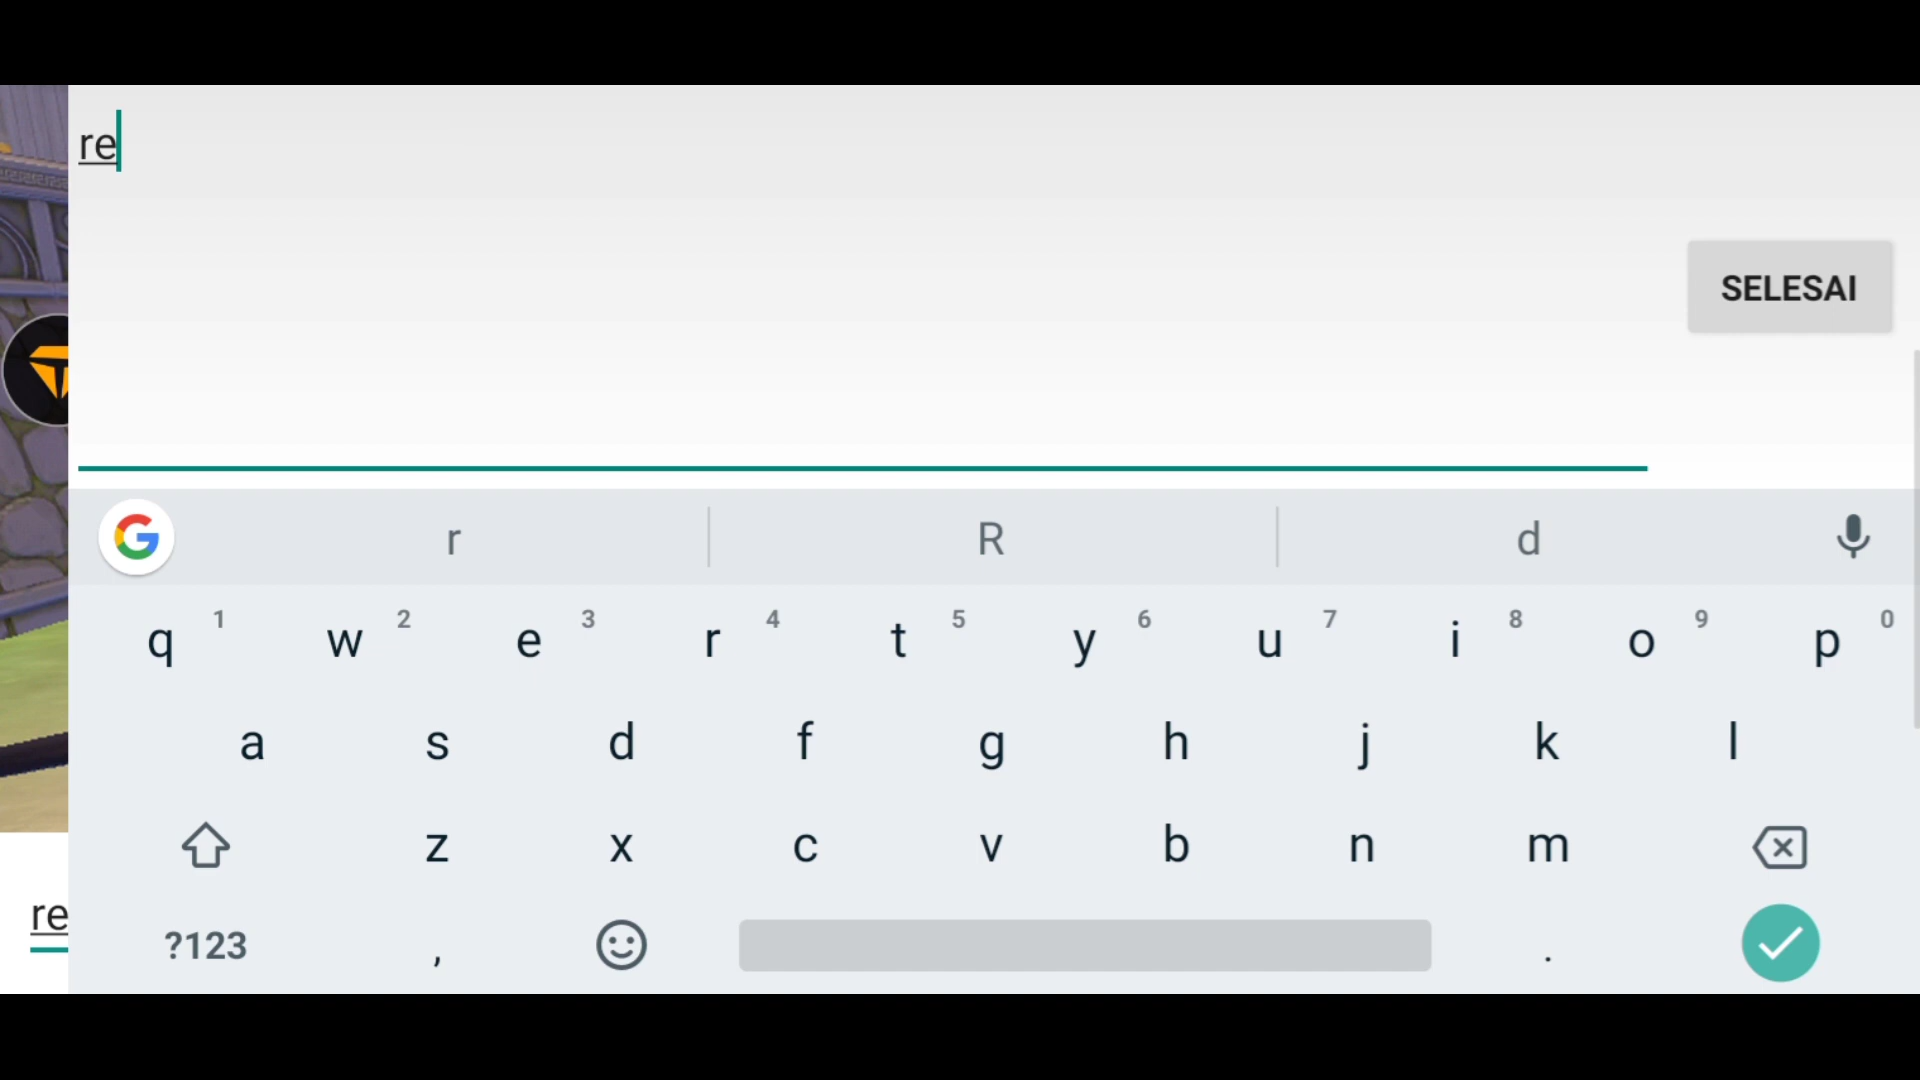 re
SELESAI
r R d
q 1 w 2 e 3 r 4 t 5 y 6 u 7 i 8 o 9 p 0
a s d f g h j k l
z x c v b n m
re
?123 , .